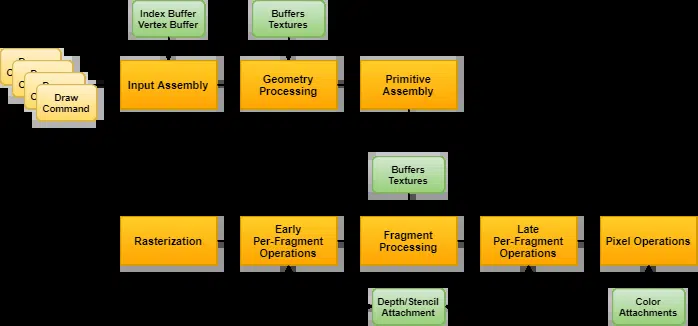 Index Buffer
Vertex Buffer
Buffers
Textures
Draw
Command
Input Assembly
Geometry
Processing
Primitive
Assembly
Buffers
Textures
Rasterization
Early
Per-Fragment
Operations
Fragment
Processing
Late
Per-Fragment
Operations
Pixel Operations
Depth/Stencil
Attachment
Color
Attachments